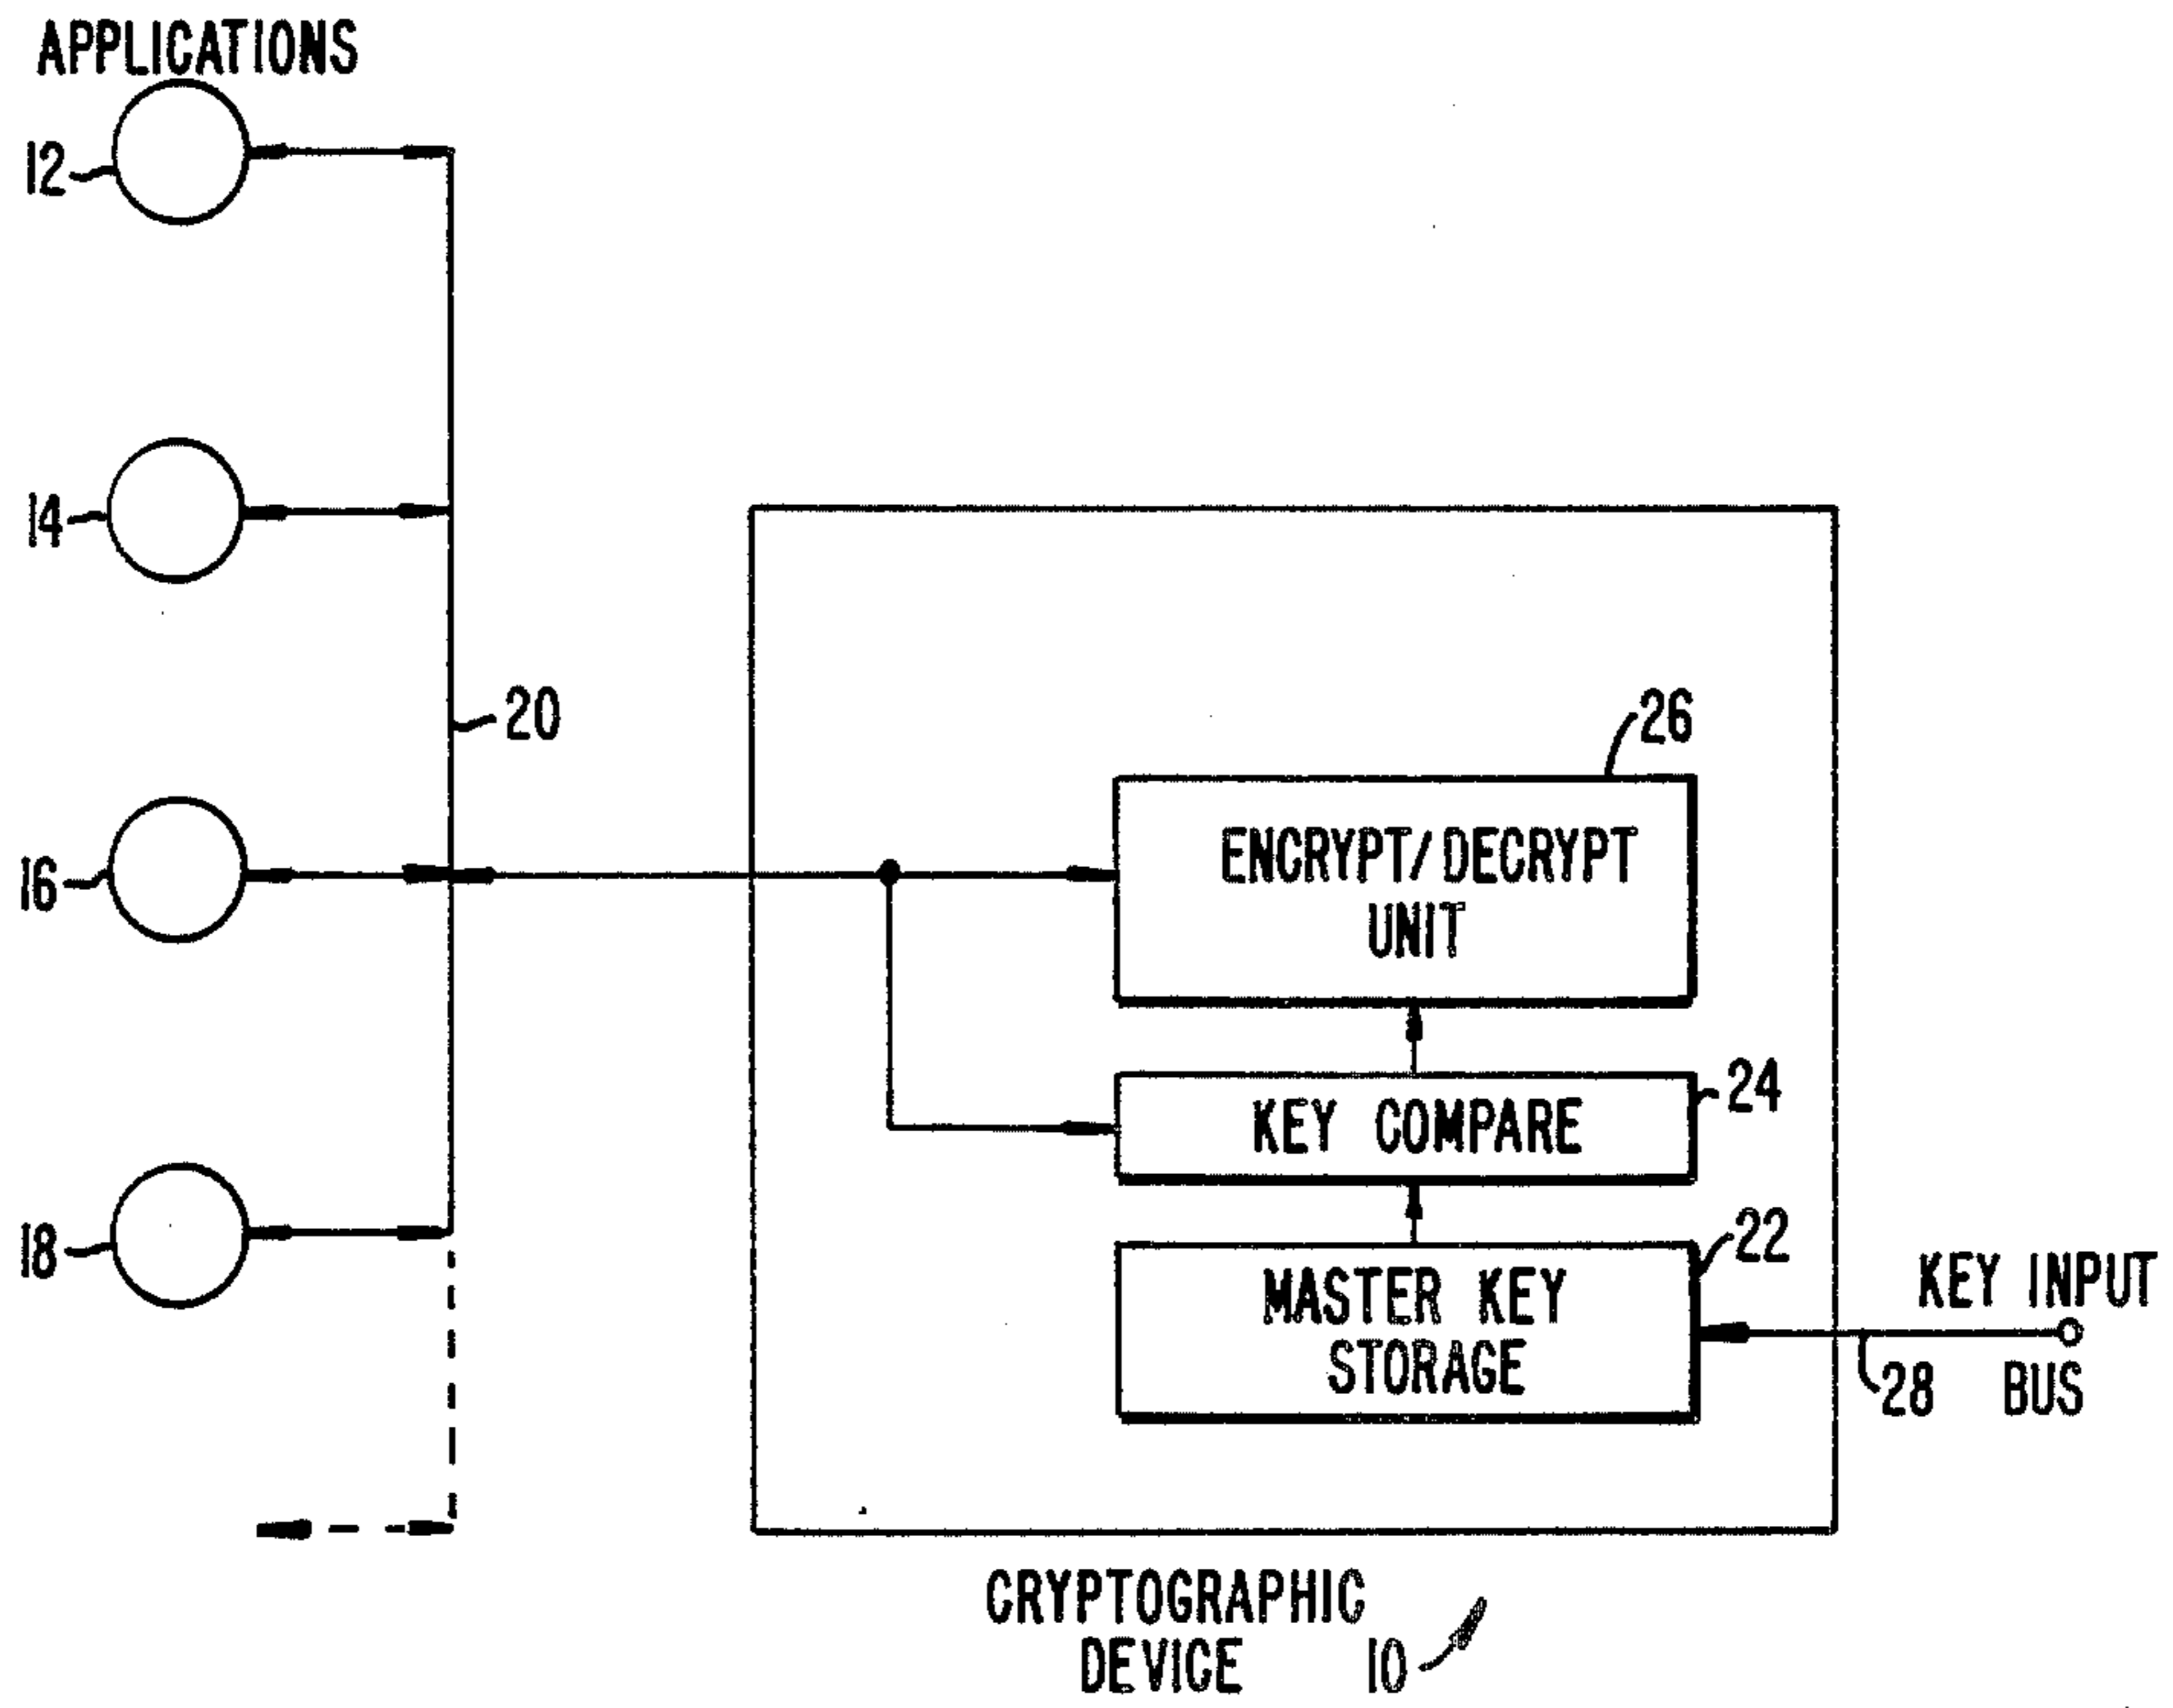 APPLICATIONS
12
14
20
16
18
26
ENCRYPT/DECRYPT
UNIT
24
KEY COMPARE
22
MASTER KEY
STORAGE
KEY INPUT
28
BUS
CRYPTOGRAPHIC
DEVICE 10